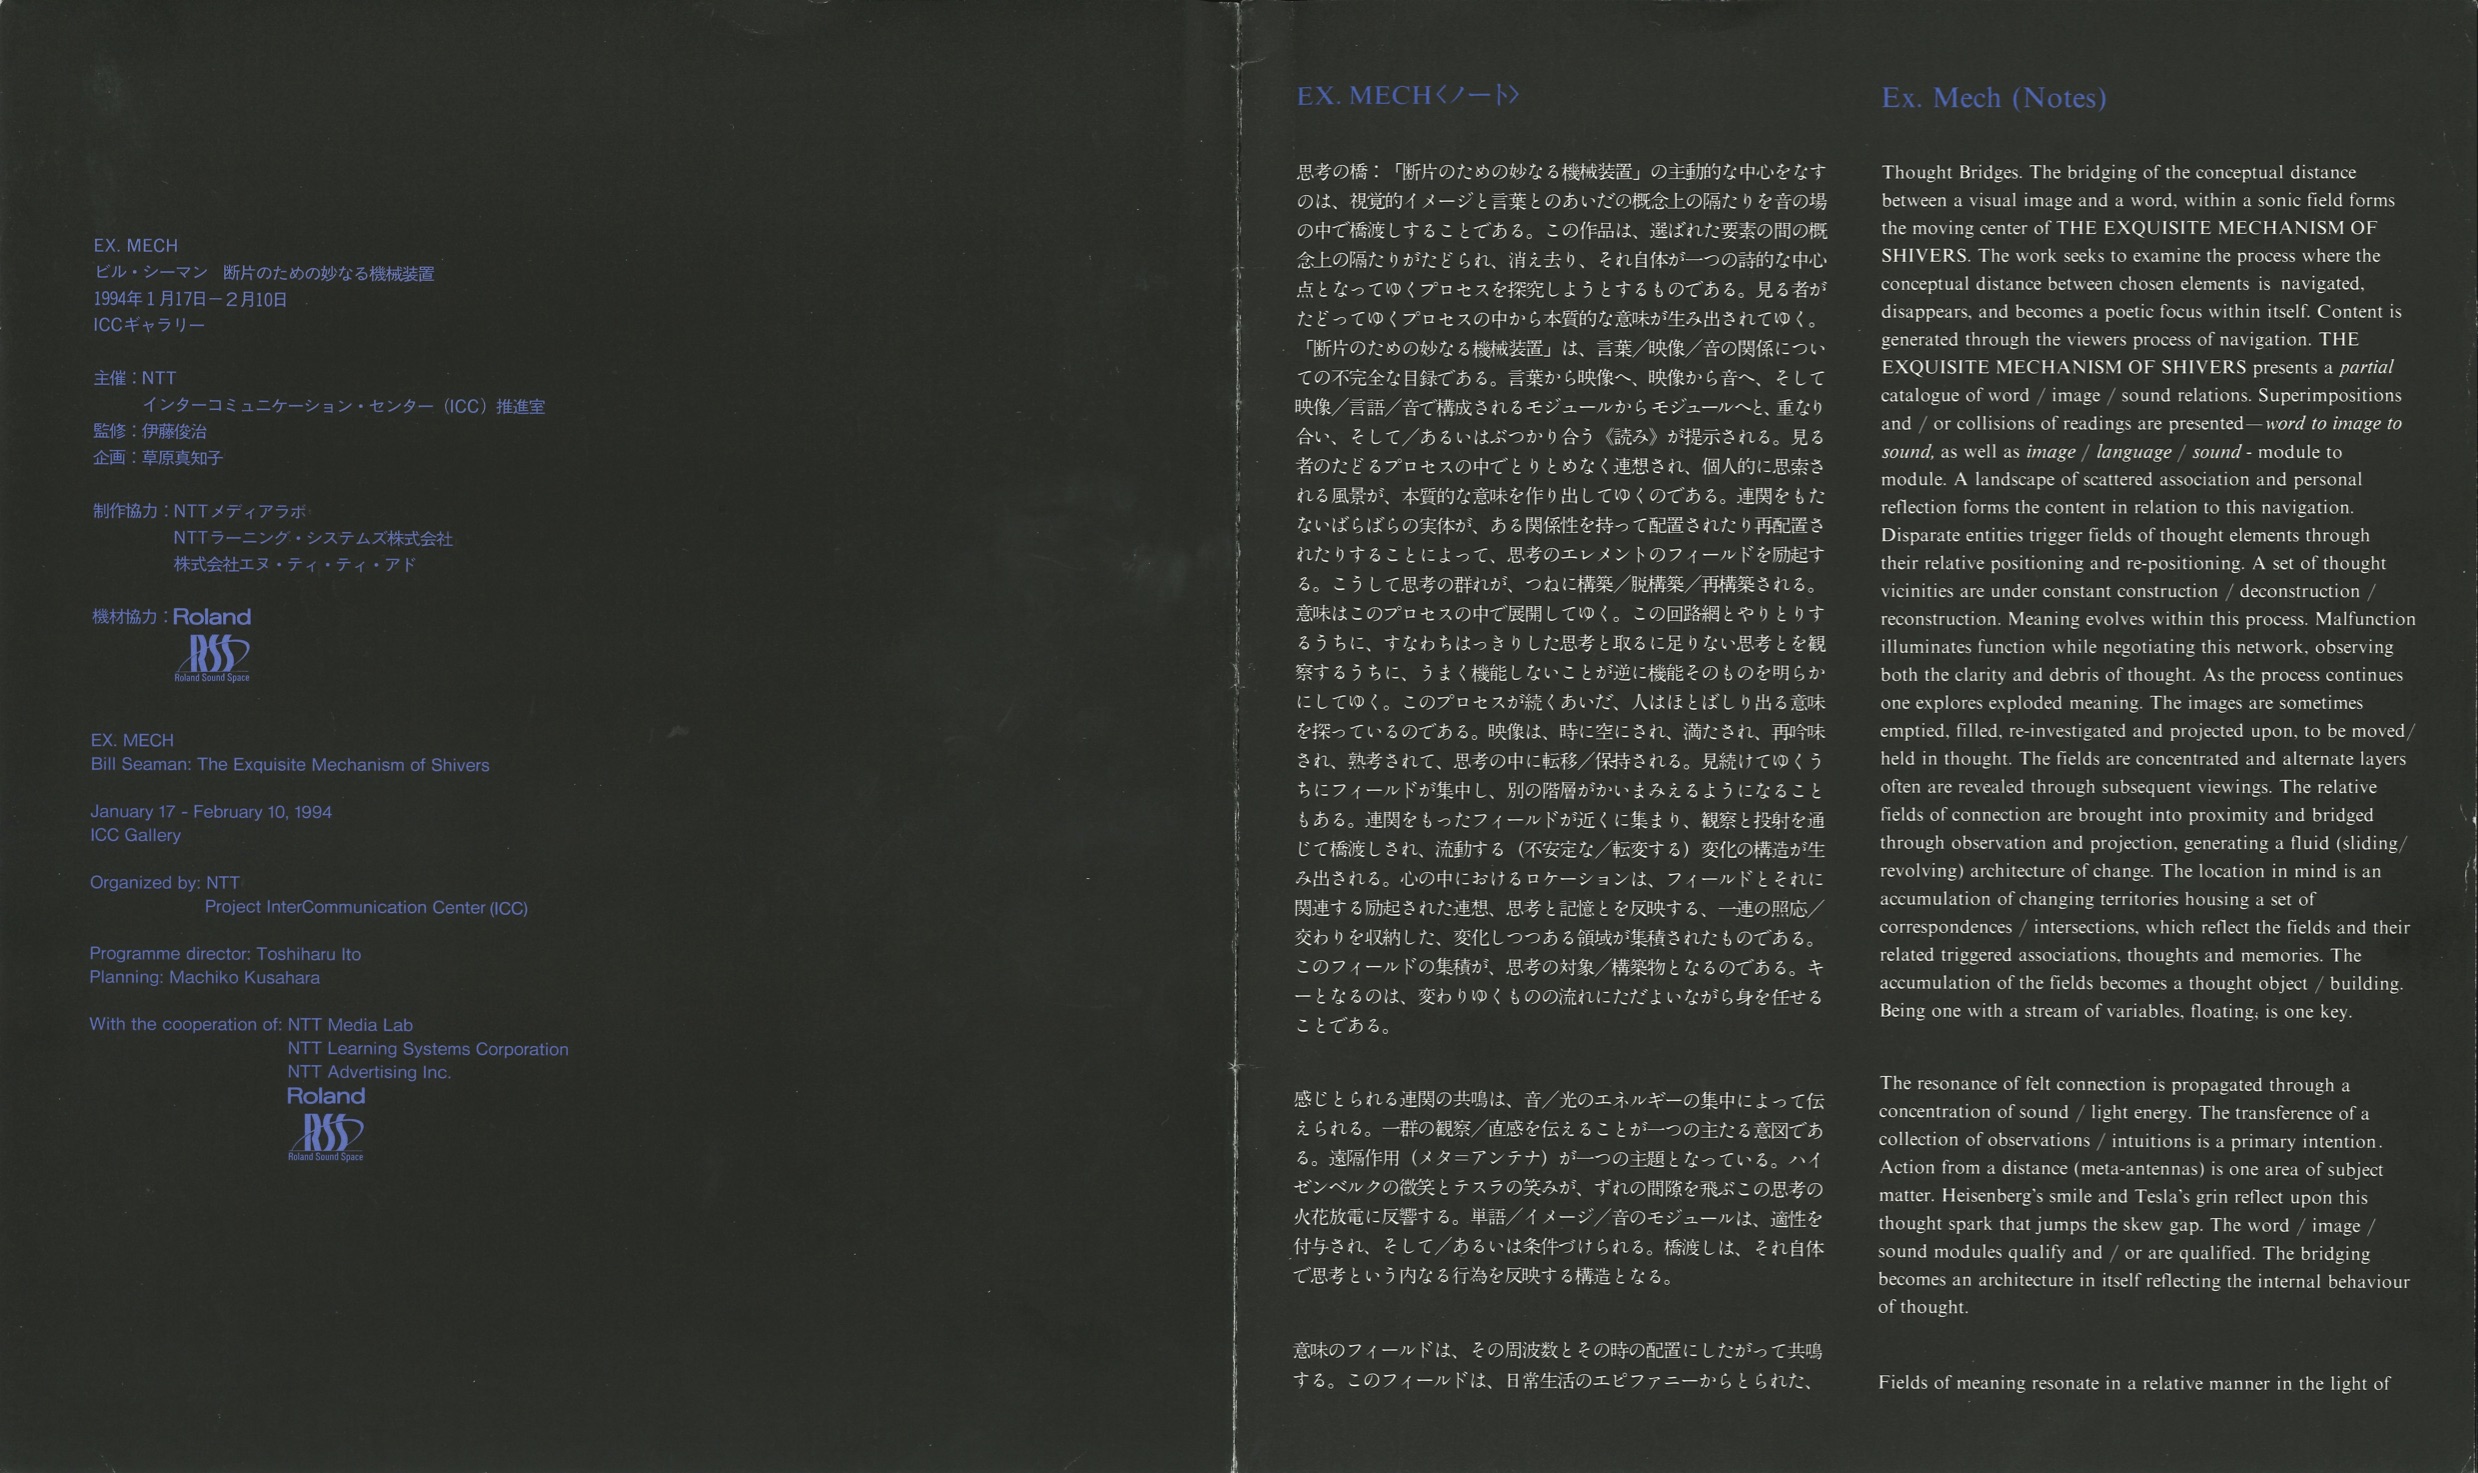 EX. MECH
ビル・シーマン　断片のための妙なる機械装置
1994年1月17日－2月10日
ICCギャラリー
主催：NTT
インターコミュニケーション・センター（ICC）推進室
監修：伊藤俊治
企画：草原真知子
制作協力：NTTメディアラボ
NTTラーニング・システムズ株式会社
株式会社エヌ・ティ・ティ・アド
機材協力：Roland
RSS
Roland Sound Space
EX. MECH
Bill Seaman: The Exquisite Mechanism of Shivers
January 17 - February 10, 1994
ICC Gallery
Organized by: NTT
Project InterCommunication Center (ICC)
Programme director: Toshiharu Ito
Planning: Machiko Kusahara
With the cooperation of: NTT Media Lab
NTT Learning Systems Corporation
NTT Advertising Inc.
Roland
RSS
Roland Sound Space
EX. MECH〈ノート〉
思考の橋：「断片のための妙なる機械装置」の主動的な中心をなす
のは、視覚的イメージと言葉とのあいだの概念上の隔たりを音の場
の中で橋渡しすることである。この作品は、選ばれた要素の間の概
念上の隔たりがたどられ、消え去り、それ自体が一つの詩的な中心
点となってゆくプロセスを探究しようとするものである。見る者が
たどってゆくプロセスの中から本質的な意味が生み出されてゆく。
「断片のための妙なる機械装置」は、言葉／映像／音の関係につい
ての不完全な目録である。言葉から映像へ、映像から音へ、そして
映像／言語／音で構成されるモジュールからモジュールへと、重なり
合い、そして／あるいはぶつかり合う《読み》が提示される。見る
者のたどるプロセスの中でとりとめなく連想され、個人的に思索さ
れる風景が、本質的な意味を作り出してゆくのである。連関をもた
ないばらばらの実体が、ある関係性を持って配置されたり再配置さ
れたりすることによって、思考のエレメントのフィールドを励起す
る。こうして思考の群れが、つねに構築／脱構築／再構築される。
意味はこのプロセスの中で展開してゆく。この回路網とやりとりす
るうちに、すなわちはっきりした思考と取るに足りない思考とを観
察するうちに、うまく機能しないことが逆に機能そのものを明らか
にしてゆく。このプロセスが続くあいだ、人はほとばしり出る意味
を探っているのである。映像は、時に空にされ、満たされ、再吟味
され、熟考されて、思考の中に転移／保持される。見続けてゆくう
ちにフィールドが集中し、別の階層がかいまみえるようになること
もある。連関をもったフィールドが近くに集まり、観察と投射を通
じて橋渡しされ、流動する（不安定な／転変する）変化の構造が生
み出される。心の中におけるロケーションは、フィールドとそれに
関連する励起された連想、思考と記憶とを反映する、一連の照応／
交わりを収納した、変化しつつある領域が集積されたものである。
このフィールドの集積が、思考の対象／構築物となるのである。キ
ーとなるのは、変わりゆくものの流れにただよいながら身を任せる
ことである。
感じとられる連関の共鳴は、音／光のエネルギーの集中によって伝
えられる。一群の観察／直感を伝えることが一つの主たる意図であ
る。遠隔作用（メタ＝アンテナ）が一つの主題となっている。ハイ
ゼンベルクの微笑とテスラの笑みが、ずれの間隙を飛ぶこの思考の
火花放電に反響する。単語／イメージ／音のモジュールは、適性を
付与され、そして／あるいは条件づけられる。橋渡しは、それ自体
で思考という内なる行為を反映する構造となる。
意味のフィールドは、その周波数とその時の配置にしたがって共鳴
する。このフィールドは、日常生活のエピファニーからとられた、
Ex. Mech (Notes)
Thought Bridges. The bridging of the conceptual distance
between a visual image and a word, within a sonic field forms
the moving center of THE EXQUISITE MECHANISM OF
SHIVERS. The work seeks to examine the process where the
conceptual distance between chosen elements is navigated,
disappears, and becomes a poetic focus within itself. Content is
generated through the viewers process of navigation. THE
EXQUISITE MECHANISM OF SHIVERS presents a partial
catalogue of word / image / sound relations. Superimpositions
and / or collisions of readings are presented—word to image to
sound, as well as image / language / sound - module to
module. A landscape of scattered association and personal
reflection forms the content in relation to this navigation.
Disparate entities trigger fields of thought elements through
their relative positioning and re-positioning. A set of thought
vicinities are under constant construction / deconstruction /
reconstruction. Meaning evolves within this process. Malfunction
illuminates function while negotiating this network, observing
both the clarity and debris of thought. As the process continues
one explores exploded meaning. The images are sometimes
emptied, filled, re-investigated and projected upon, to be moved/
held in thought. The fields are concentrated and alternate layers
often are revealed through subsequent viewings. The relative
fields of connection are brought into proximity and bridged
through observation and projection, generating a fluid (sliding/
revolving) architecture of change. The location in mind is an
accumulation of changing territories housing a set of
correspondences / intersections, which reflect the fields and their
related triggered associations, thoughts and memories. The
accumulation of the fields becomes a thought object / building.
Being one with a stream of variables, floating; is one key.
The resonance of felt connection is propagated through a
concentration of sound / light energy. The transference of a
collection of observations / intuitions is a primary intention.
Action from a distance (meta-antennas) is one area of subject
matter. Heisenberg's smile and Tesla's grin reflect upon this
thought spark that jumps the skew gap. The word / image /
sound modules qualify and / or are qualified. The bridging
becomes an architecture in itself reflecting the internal behaviour
of thought.
Fields of meaning resonate in a relative manner in the light of